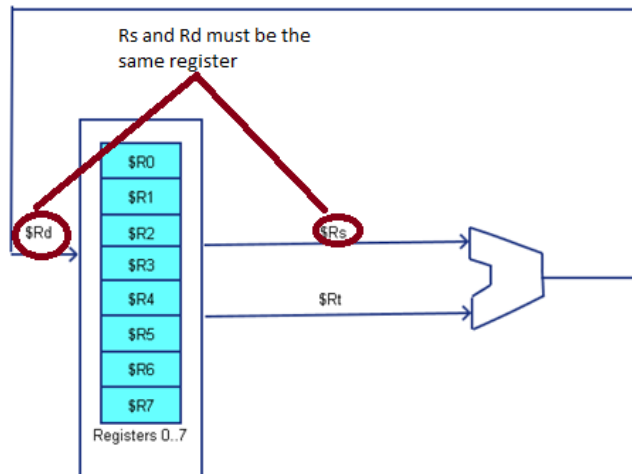 Rs and Rd must be the
same register
$R0
$R1
$Rd
$R2
$Rs
$R3
$R4
$Rt
$R5
$R6
$R7
Registers 0..7